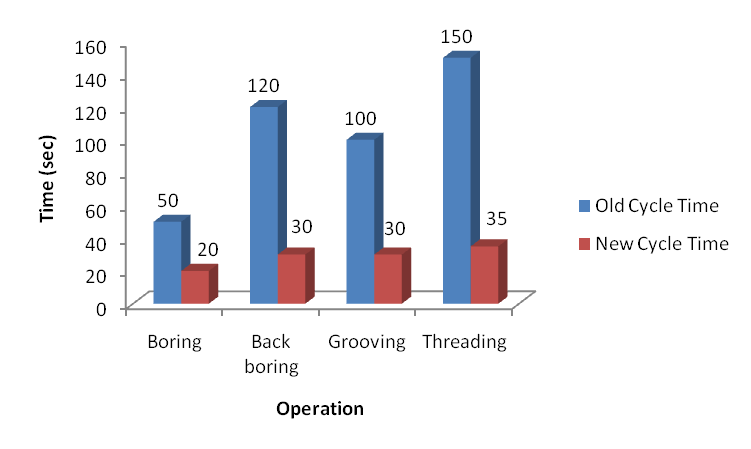 160
140
120
100
80
60
40
20
0
Time (sec)
50
20
120
30
100
30
150
35
Boring
Back
boring
Grooving
Threading
Operation
Old Cycle Time
New Cycle Time